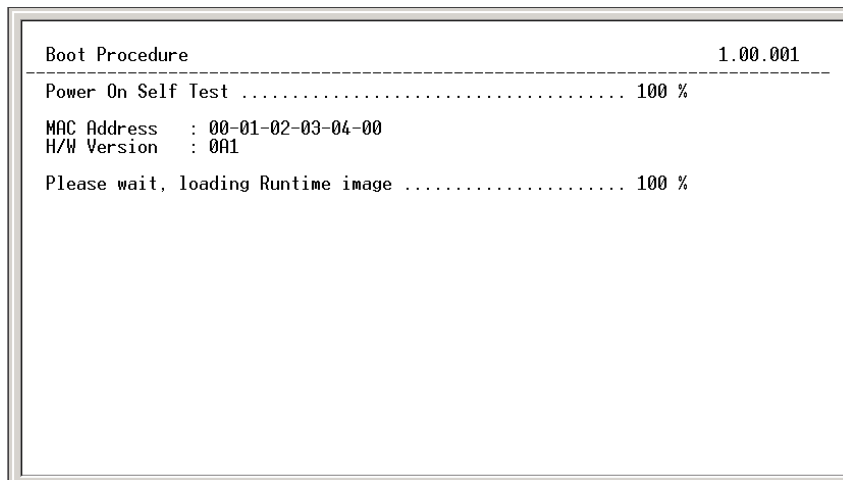 Boot Procedure 1.00.001
--------------------------------------------------------------------------------
Power On Self Test ...................................... 100 %
MAC Address : 00-01-02-03-04-00
H/W Version : 0A1
Please wait, loading Runtime image ...................... 100 %